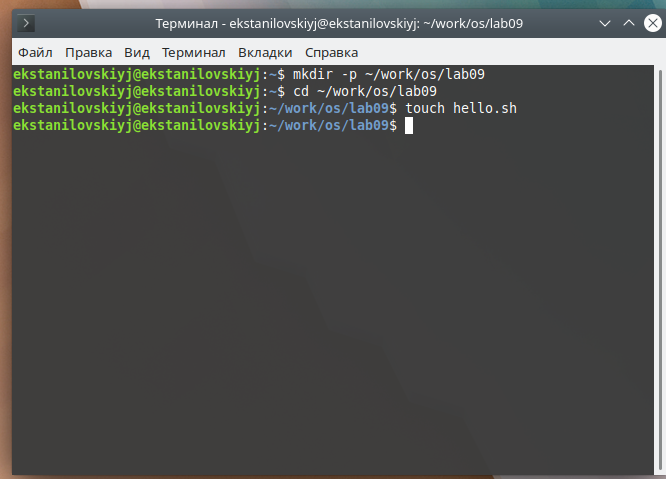 Терминал - ekstanilovskiyj@ekstanilovskiyj: ~/work/os/lab09
Файл Правка Вид Терминал Вкладки Справка
ekstanilovskiyj@ekstanilovskiyj:~$ mkdir -p ~/work/os/lab09
ekstanilovskiyj@ekstanilovskiyj:~$ cd ~/work/os/lab09
ekstanilovskiyj@ekstanilovskiyj:~/work/os/lab09$ touch hello.sh
ekstanilovskiyj@ekstanilovskiyj:~/work/os/lab09$